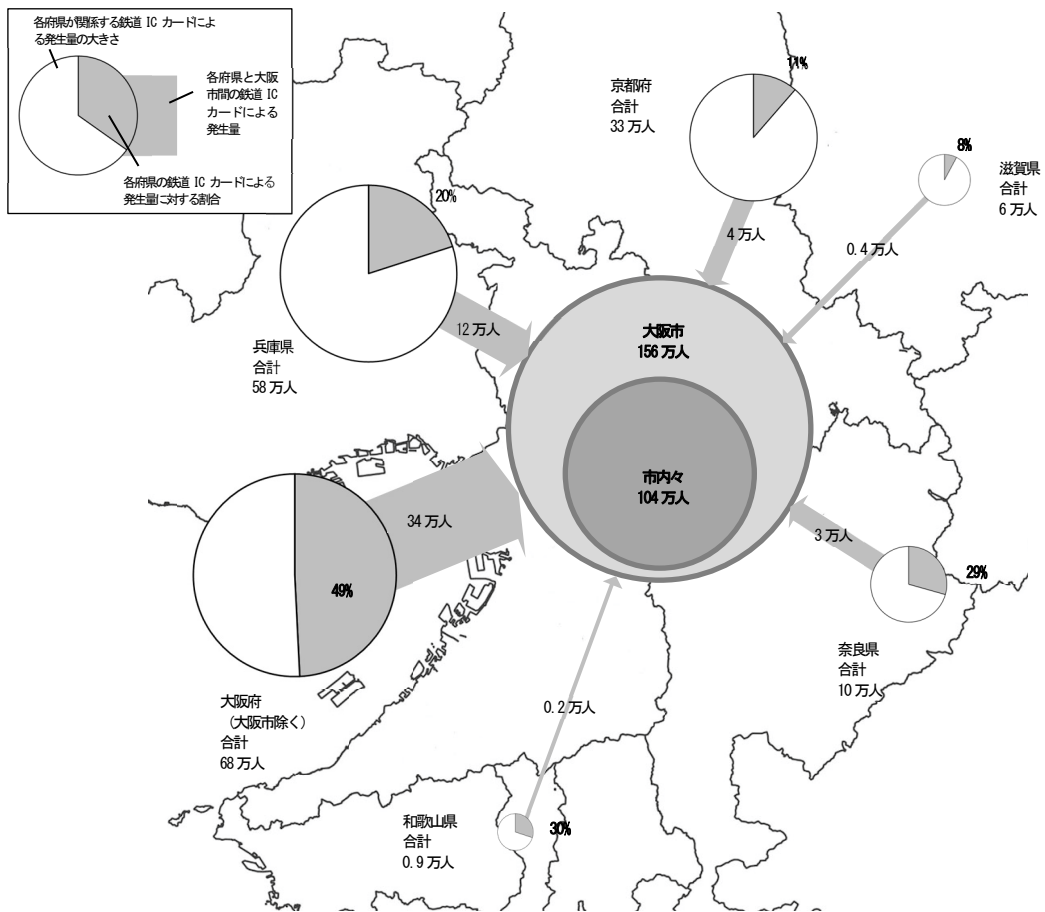 各府県が関係する鉄道 IC カードによ
る発生量の大きさ
各府県と大阪
市間の鉄道 IC
カードによる
発生量
各府県の鉄道 IC カードによる
発生量に対する割合
11%
京都府
合計
33 万人
8%
滋賀県
合計
6 万人
20%
4 万人
0.4 万人
12 万人
兵庫県
合計
58 万人
大阪市
156 万人
市内々
104 万人
34 万人
3 万人
49%
29%
奈良県
合計
10 万人
大阪府
（大阪市除く）
合計
68 万人
0.2 万人
和歌山県
合計
0.9 万人
30%